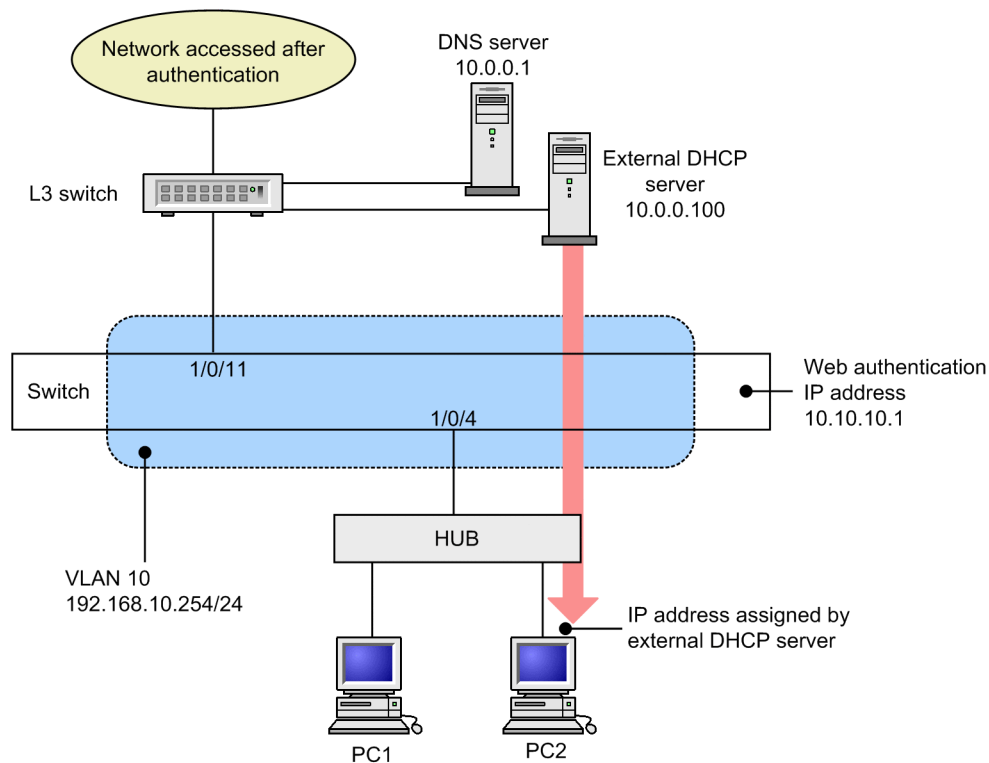 Network accessed after
authentication
DNS server
10.0.0.1
External DHCP
server
10.0.0.100
L3 switch
1/0/11
Switch
1/0/4
Web authentication
IP address
10.10.10.1
HUB
VLAN 10
192.168.10.254/24
IP address assigned by
external DHCP server
PC1
PC2